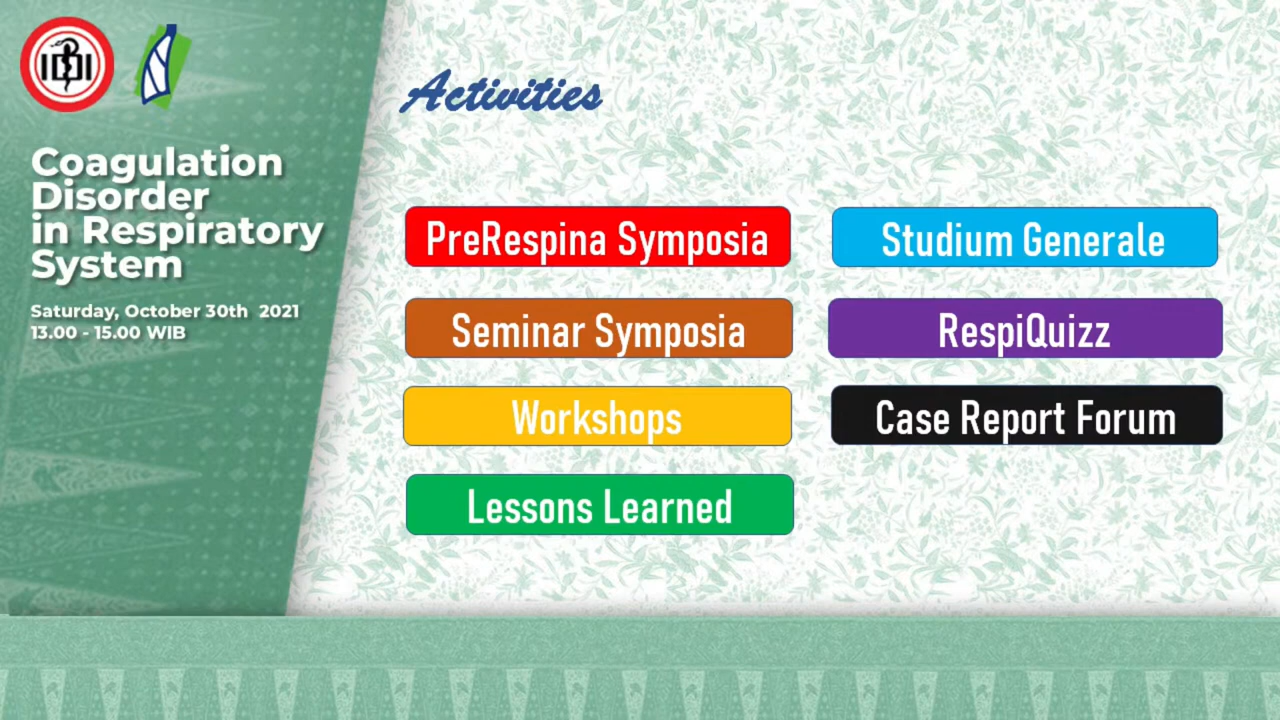 IDI
Coagulation
Disorder
in Respiratory
System
Saturday, October 30th 2021
13.00 - 15.00 WIB
Activities
PreRespina Symposia
Studium Generale
Seminar Symposia
RespiQuizz
Workshops
Case Report Forum
Lessons Learned